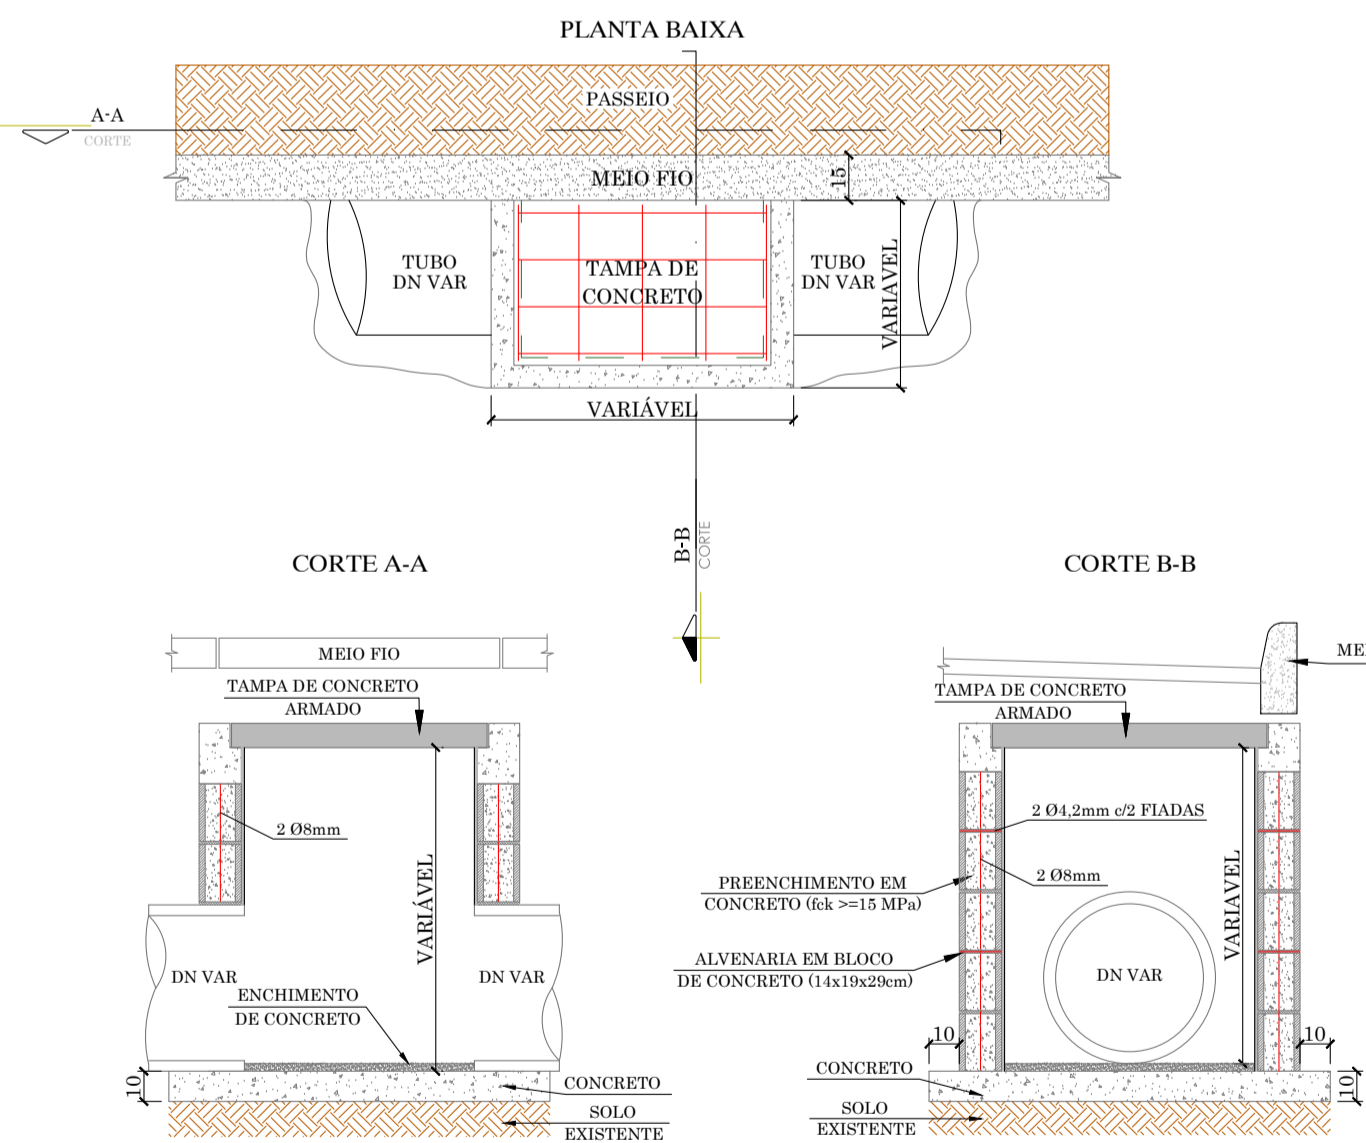 PLANTA BAIXA
PASSEIO
A-A
CORTE
MEIO FIO
15
TUBO
DN VAR
TAMPA DE
CONCRETO
TUBO
DN VAR
VARIAVEL
VARIÁVEL
B-B
CORTE
CORTE A-A
MEIO FIO
TAMPA DE CONCRETO
ARMADO
2 Ø8mm
VARIÁVEL
DN VAR
DN VAR
ENCHIMENTO
DE CONCRETO
10
CONCRETO
SOLO
EXISTENTE
CORTE B-B
MEI
TAMPA DE CONCRETO
ARMADO
2 Ø4,2mm c/2 FIADAS
2 Ø8mm
PREENCHIMENTO EM
CONCRETO (fck >=15 MPa)
VARIAVEL
ALVENARIA EM BLOCO
DE CONCRETO (14x19x29cm)
DN VAR
10
10
CONCRETO
10
SOLO
EXISTENTE